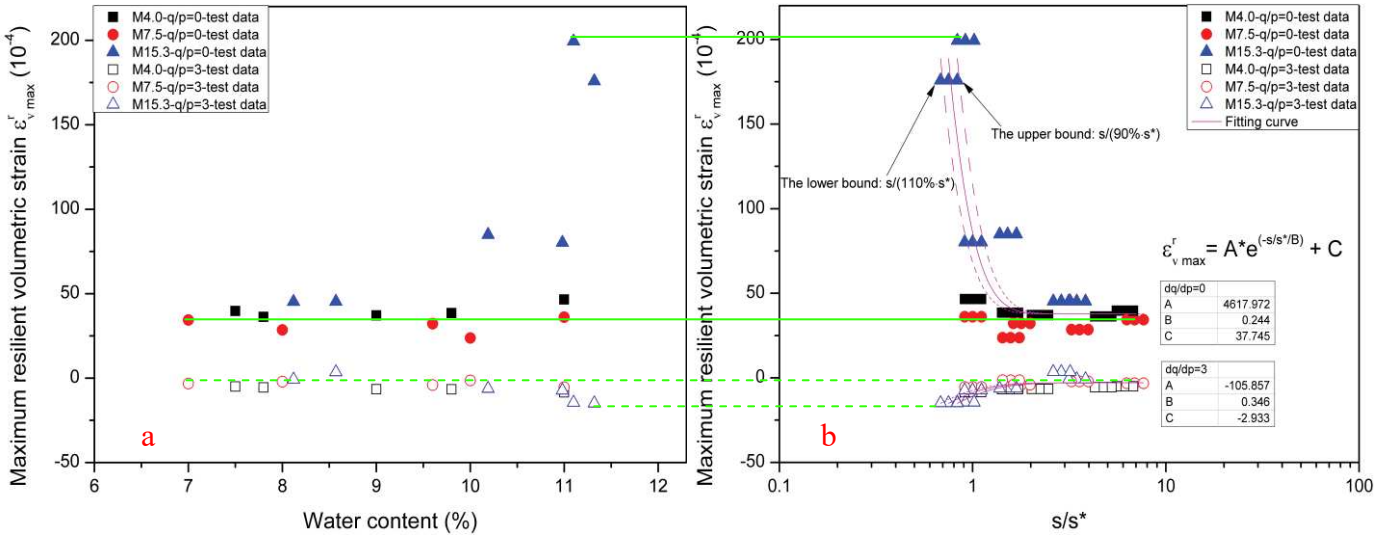 M4.0-q/p=0-test data
M7.5-q/p=0-test data
M15.3-q/p=0-test data
M4.0-q/p=3-test data
M7.5-q/p=3-test data
M15.3-q/p=3-test data
Maximum resilient volumetric strain ε^r_v max (10^-4)
200
150
100
50
0
-50
6
7
8
9
10
11
12
Water content (%)
a
M4.0-q/p=0-test data
M7.5-q/p=0-test data
M15.3-q/p=0-test data
M4.0-q/p=3-test data
M7.5-q/p=3-test data
M15.3-q/p=3-test data
Fitting curve
Maximum resilient volumetric strain ε^r_v max (10^-4)
200
150
100
50
0
-50
The upper bound: s/(90%·s*)
The lower bound: s/(110%·s*)
ε^r_v max = A*e^(-s/s*/B) + C
dq/dp=0
A 4617.972
B 0.244
C 37.745
dq/dp=3
A -105.857
B 0.346
C -2.933
b
0.1
1
10
100
s/s*